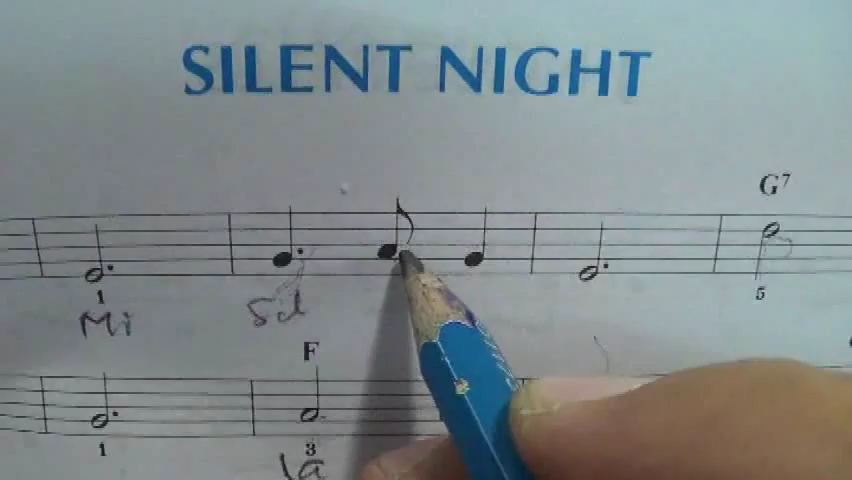 SILENT NIGHT
G7
1 5
Mi Sol
F
1 3
la